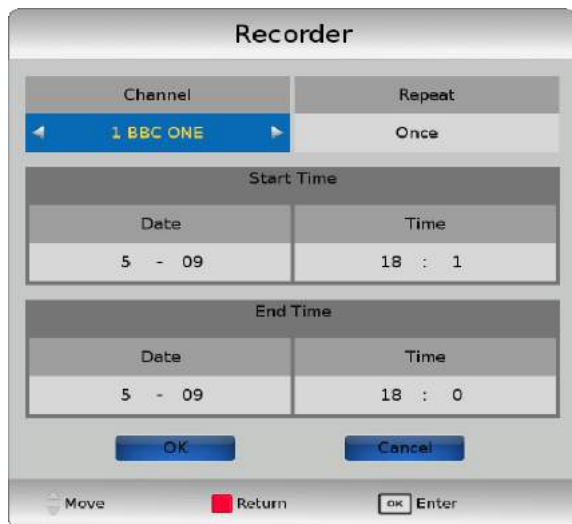 Recorder
Channel Repeat
1 BBC ONE Once
Start Time
Date Time
5 - 09 18 : 1
End Time
Date Time
5 - 09 18 : 0
OK Cancel
Move Return OK Enter